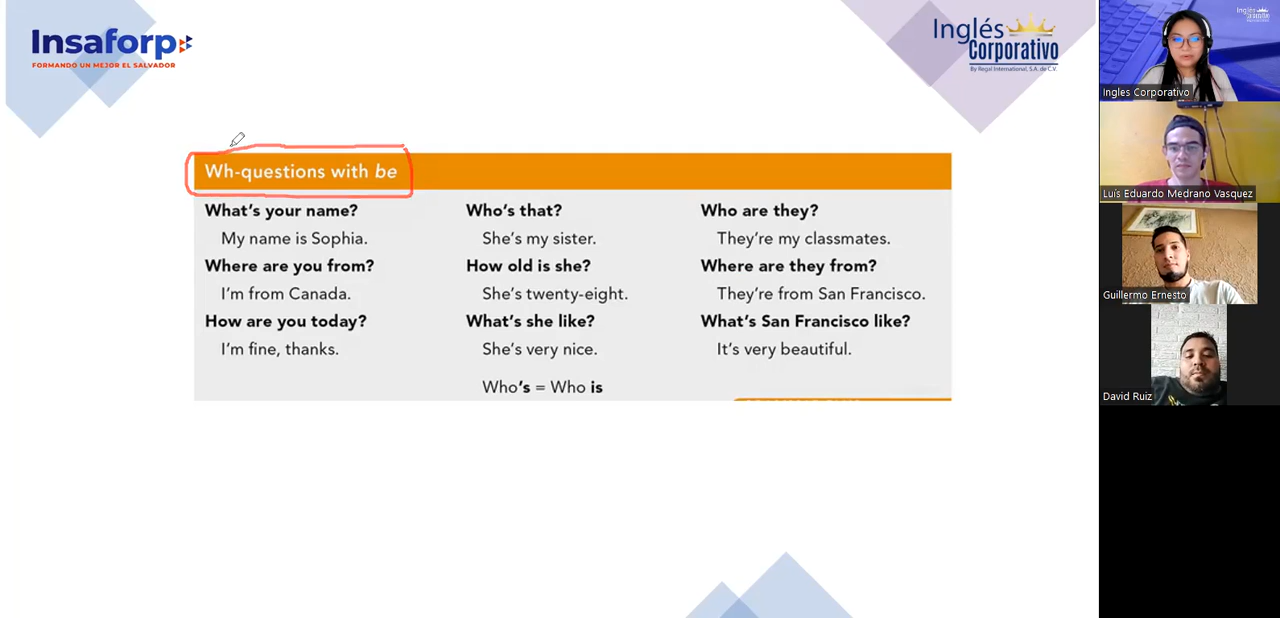 Insaforp
FORMANDO UN MEJOR EL SALVADOR
Inglés
Corporativo
By Regal International, S.A. de C.V.
Wh-questions with be
What's your name?
My name is Sophia.
Where are you from?
I'm from Canada.
How are you today?
I'm fine, thanks.
Who's that?
She's my sister.
How old is she?
She's twenty-eight.
What's she like?
She's very nice.
Who's = Who is
Who are they?
They're my classmates.
Where are they from?
They're from San Francisco.
What's San Francisco like?
It's very beautiful.
Inglés
Ingles Corporativo
Luís Eduardo Medrano Vasquez
Guillermo Ernesto
David Ruiz